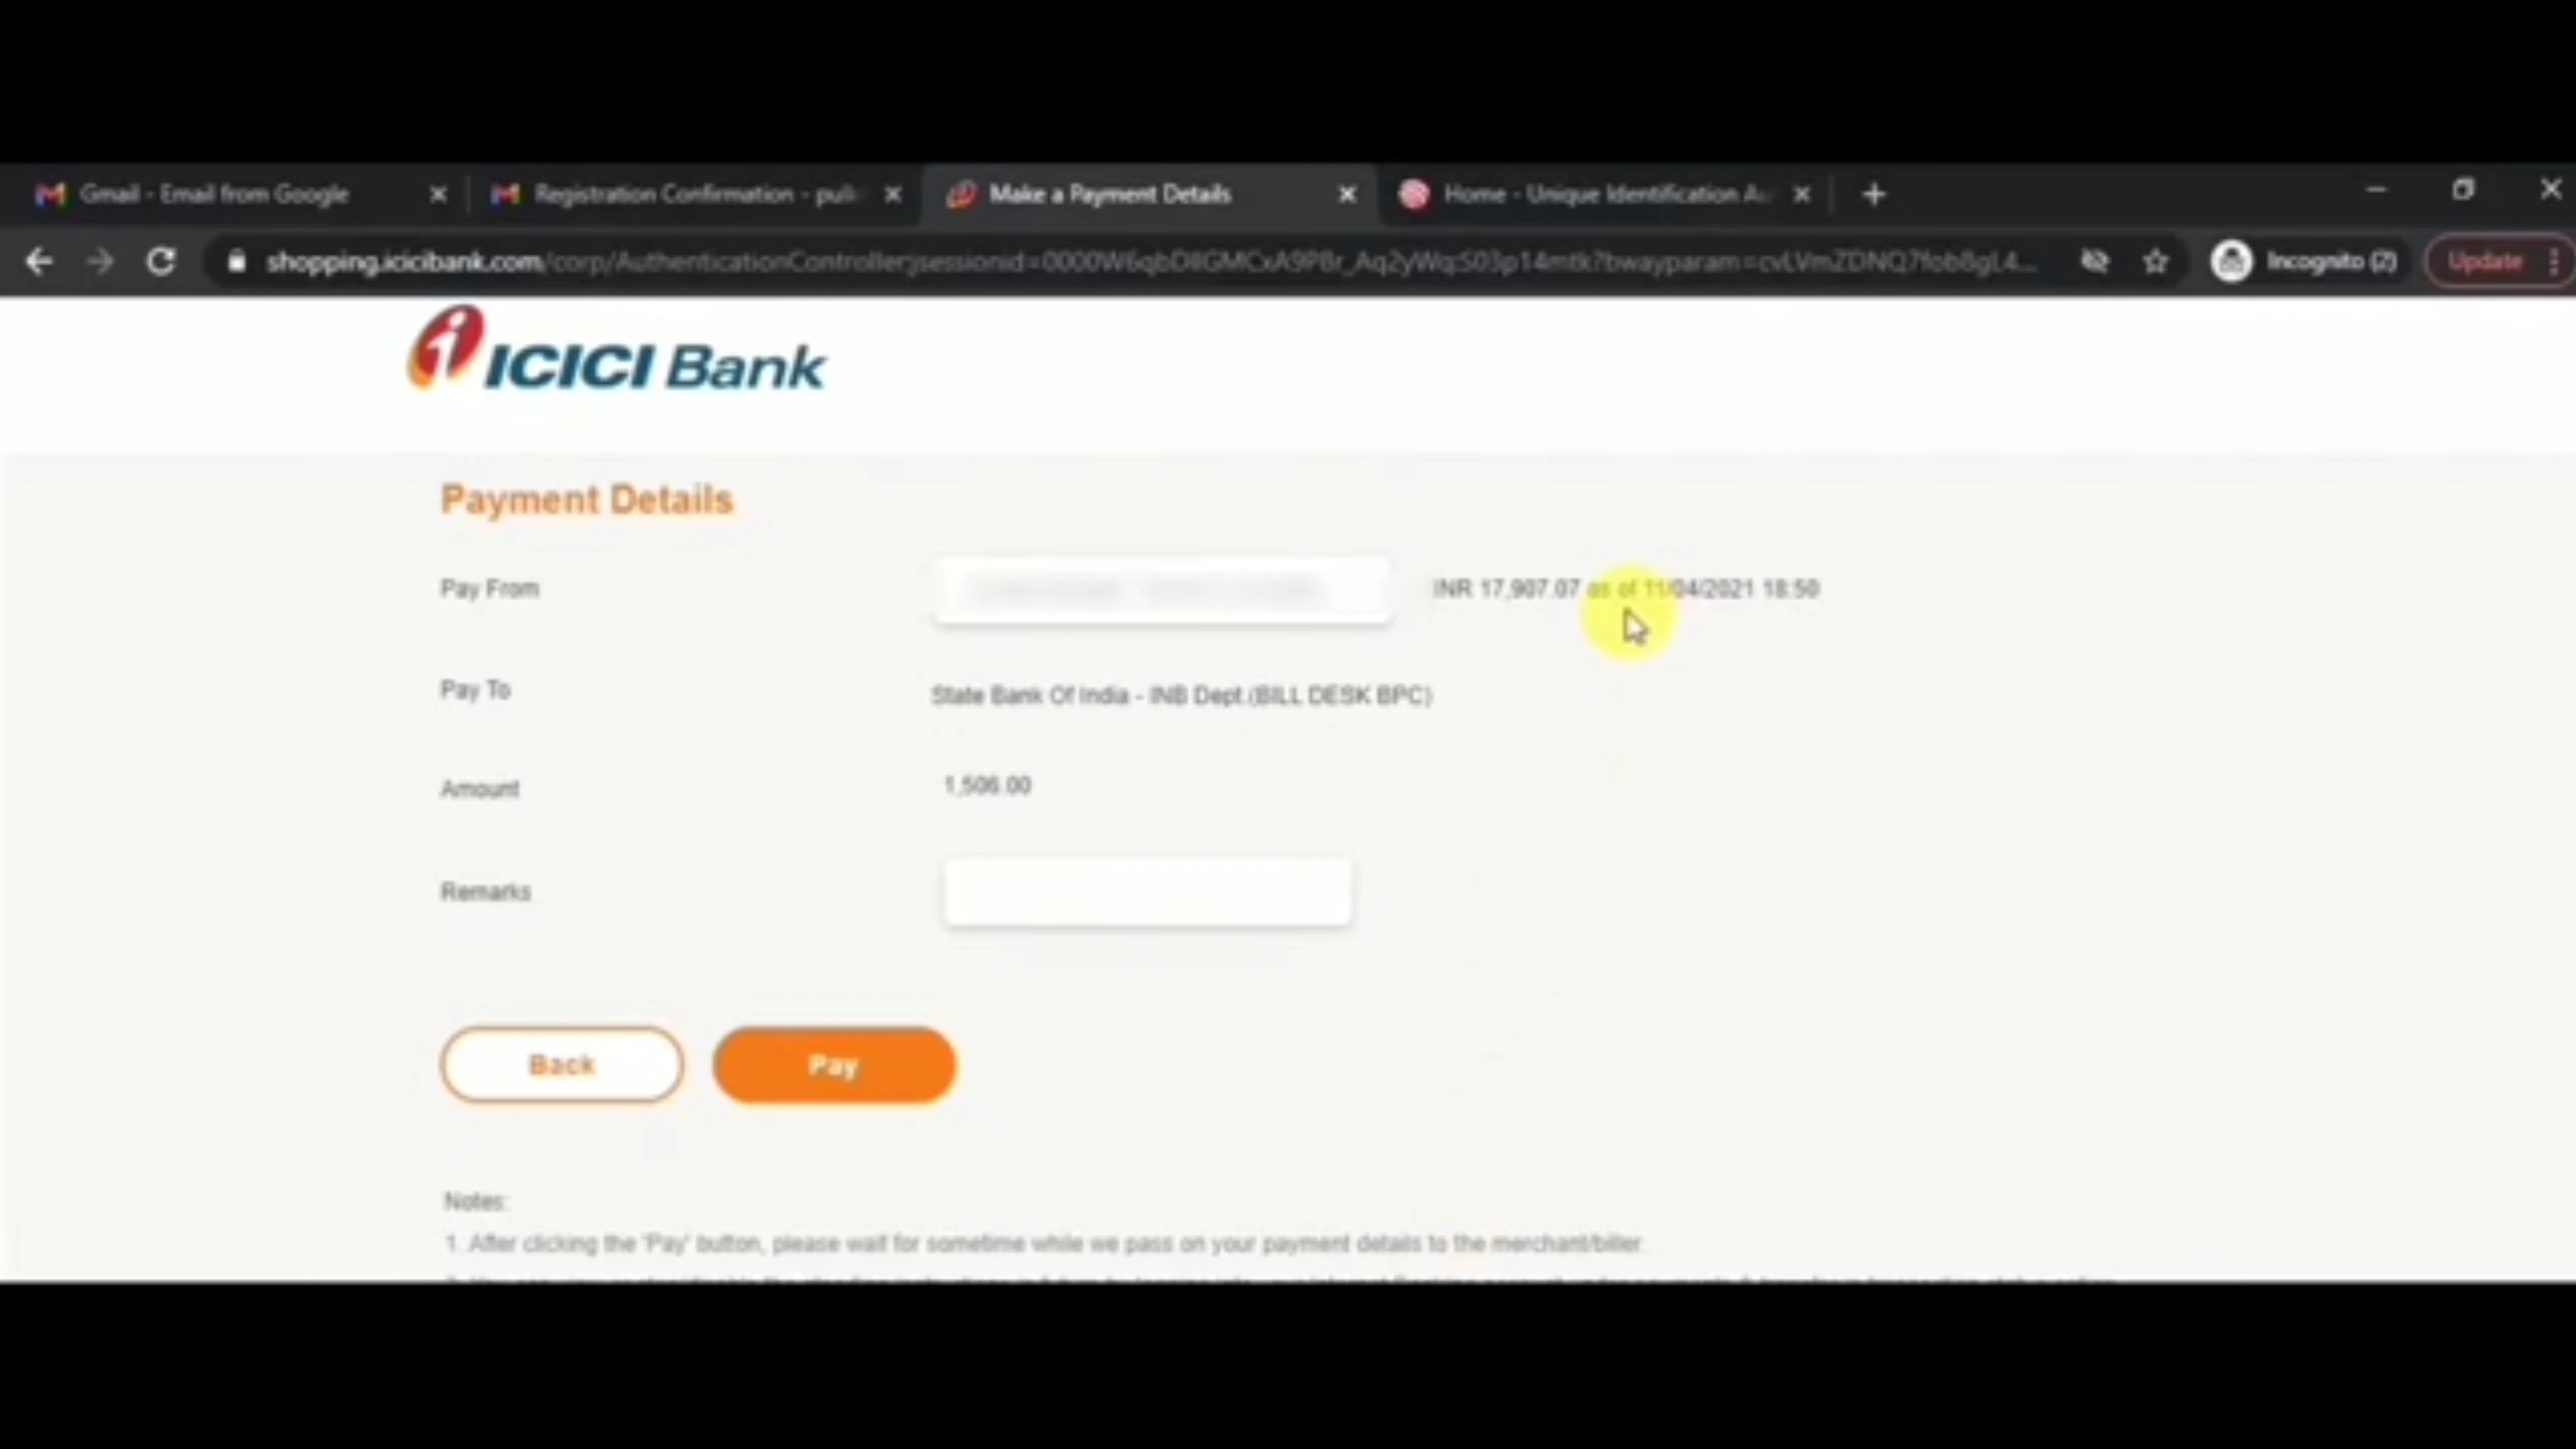 Gmail - Email from Google
Registration Confirmation - pulk
Make a Payment Details
Home - Unique Identification Au
shopping.icicibank.com/corp/AuthenticationController;jsessionid=
Incognito (2)
Update
ICICI Bank
Payment Details
Pay From
INR 17,907.07 as of 11/04/2021 18:50
Pay To
State Bank Of India - INB Dept.(BILL DESK BPC)
Amount
1,506.00
Remarks
Back
Pay
Notes:
1. After clicking the 'Pay' button, please wait for sometime while we pass on your payment details to the merchant/biller.